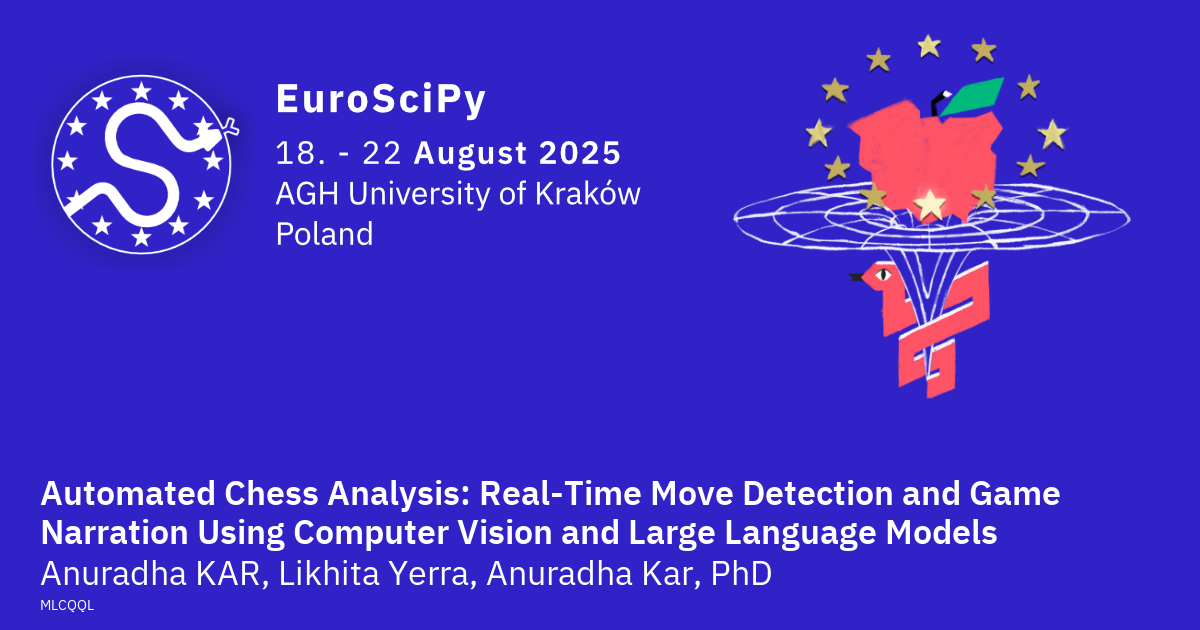 EuroSciPy
18. - 22 August 2025
AGH University of Kraków
Poland
Automated Chess Analysis: Real-Time Move Detection and Game
Narration Using Computer Vision and Large Language Models
Anuradha KAR, Likhita Yerra, Anuradha Kar, PhD
MLCQQL